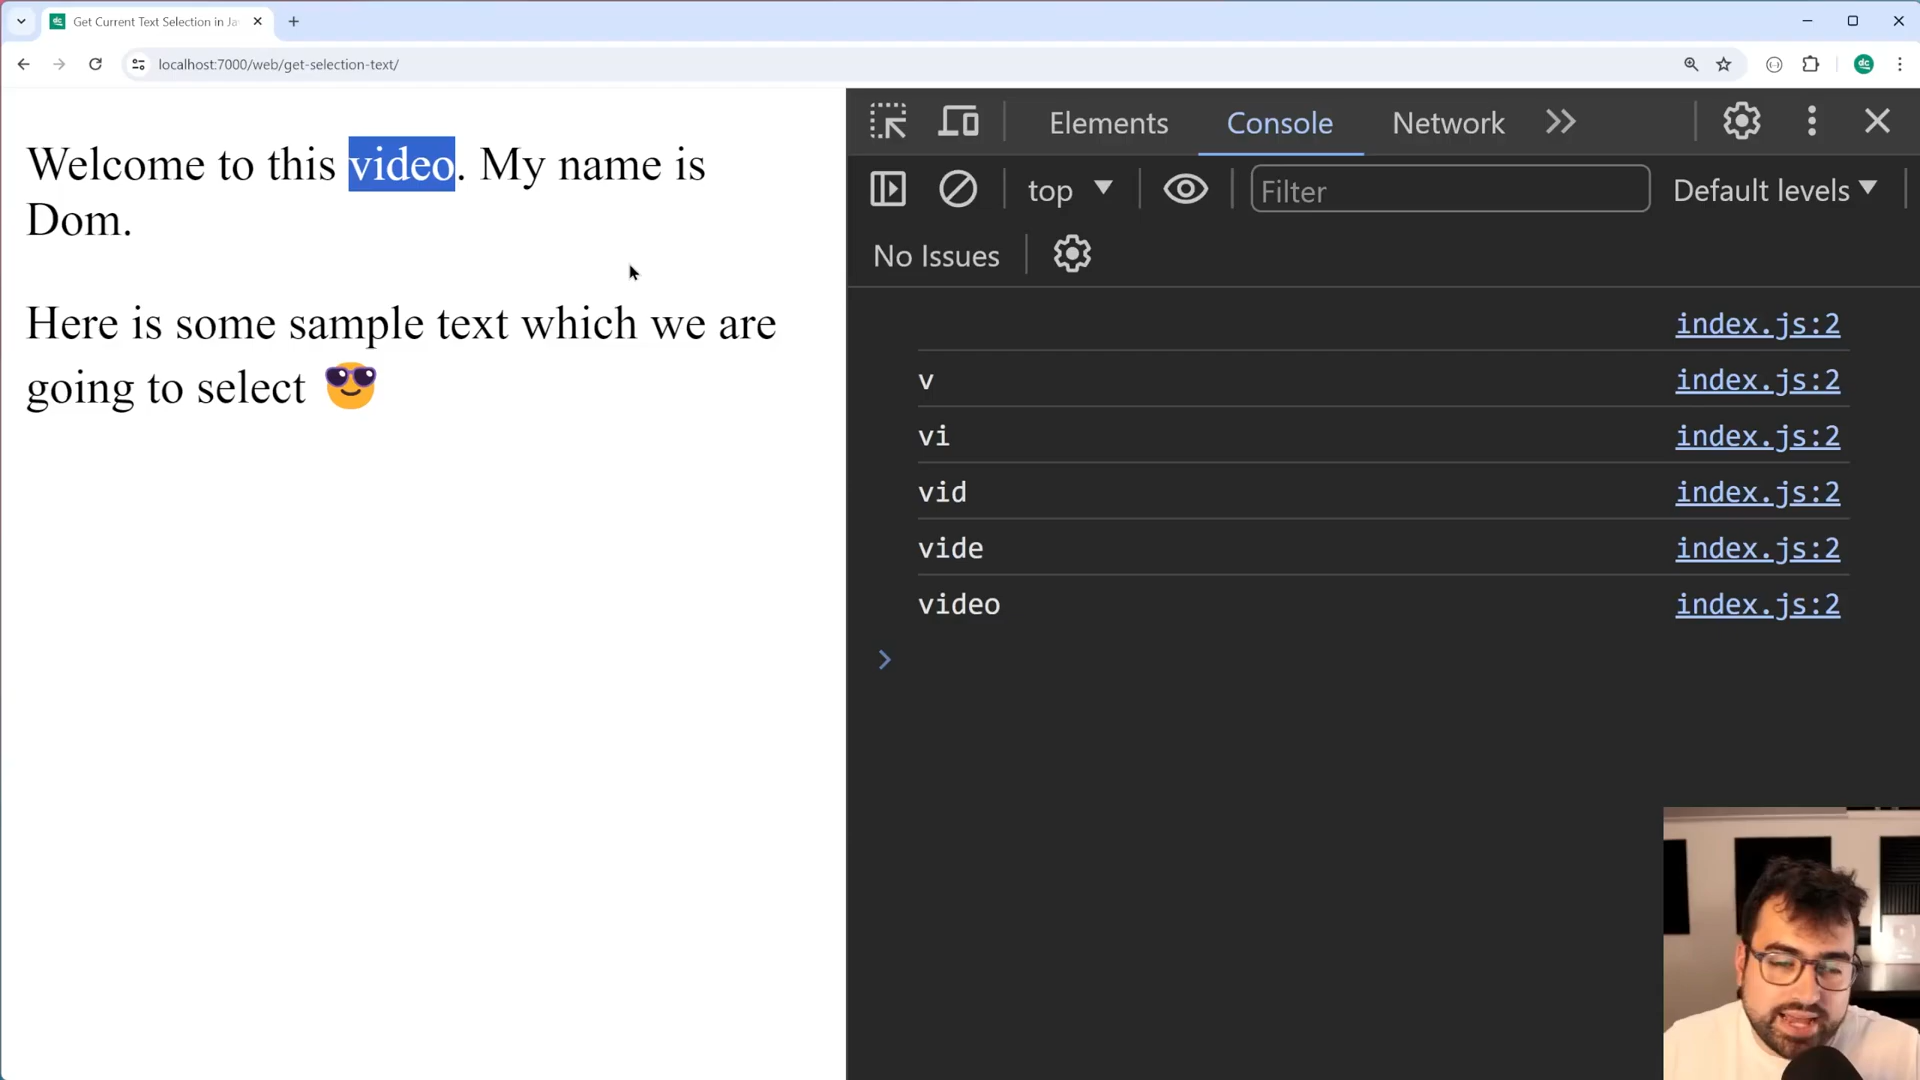 Get Current Text Selection in Ja
localhost:7000/web/get-selection-text/
Welcome to this video. My name is
Dom.
Here is some sample text which we are
going to select 😎
Elements Console Network
top Filter Default levels
No Issues
index.js:2
v index.js:2
vi index.js:2
vid index.js:2
vide index.js:2
video index.js:2